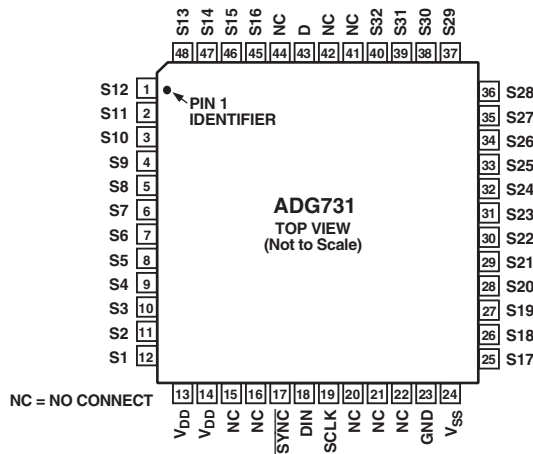 S13 S14 S15 S16 NC D NC NC S32 S31 S30 S29
48 47 46 45 44 43 42 41 40 39 38 37
S12 1
S11 2
S10 3
S9 4
S8 5
S7 6
S6 7
S5 8
S4 9
S3 10
S2 11
S1 12
PIN 1
IDENTIFIER
ADG731
TOP VIEW
(Not to Scale)
36 S28
35 S27
34 S26
33 S25
32 S24
31 S23
30 S22
29 S21
28 S20
27 S19
26 S18
25 S17
13 14 15 16 17 18 19 20 21 22 23 24
VDD VDD NC NC SYNC DIN SCLK NC NC NC GND VSS
NC = NO CONNECT